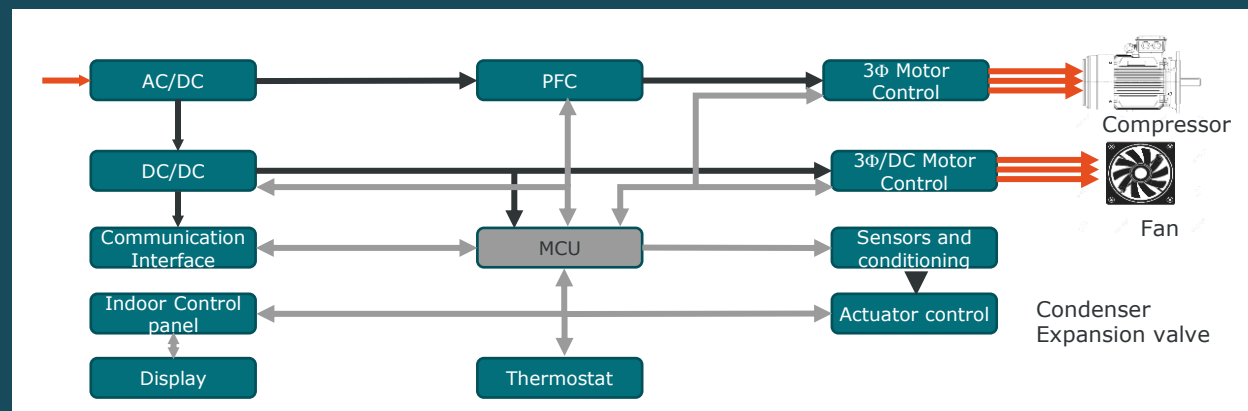 AC/DC
PFC
3Φ Motor
Control
Compressor
DC/DC
3Φ/DC Motor
Control
Fan
Communication
Interface
MCU
Sensors and
conditioning
Indoor Control
panel
Actuator control
Condenser
Expansion valve
Display
Thermostat